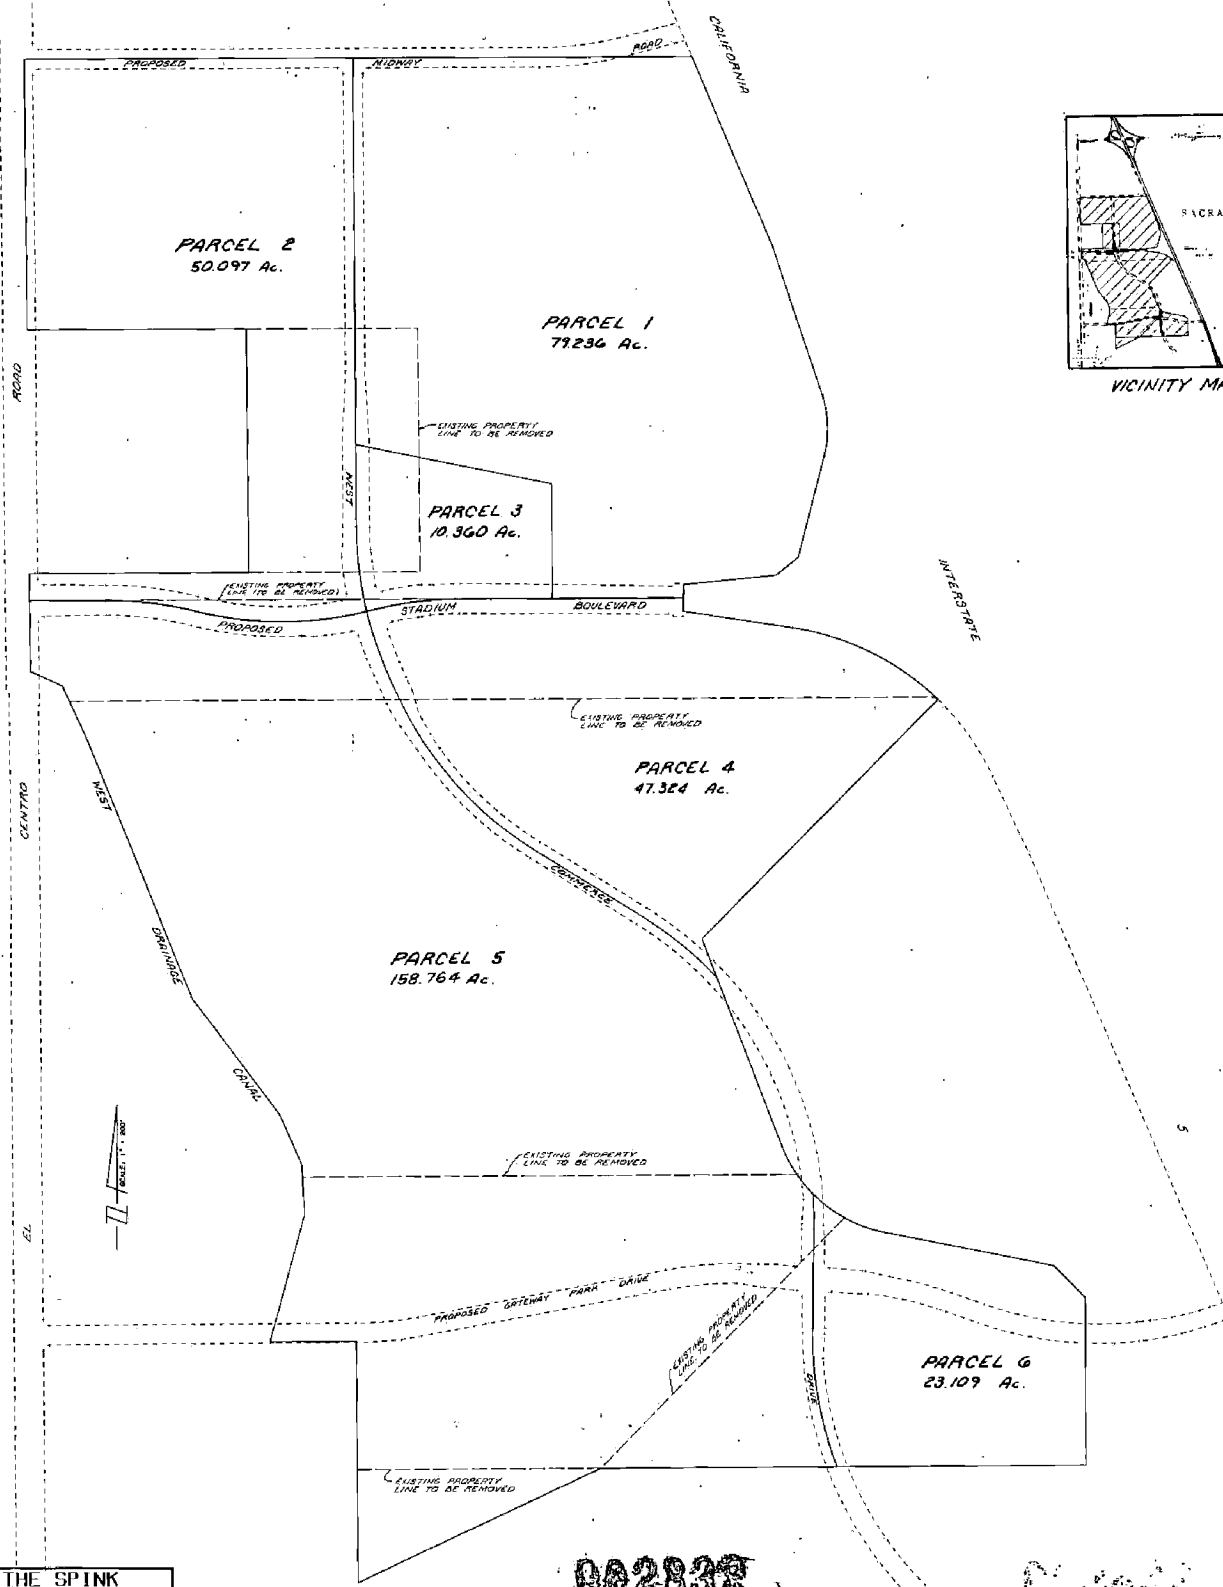 CALIFORNIA
ROAD
PROPOSED
MIDWAY
SACRA
VICINITY MA
PARCEL 2
50.097 Ac.
PARCEL 1
79.236 Ac.
ROAD
EXISTING PROPERTY
LINE TO BE REMOVED
WEST
PARCEL 3
10.360 Ac.
INTERSTATE
EXISTING PROPERTY
LINE (TO BE REMOVED)
STADIUM
BOULEVARD
PROPOSED
EXISTING PROPERTY
LINE TO BE REMOVED
PARCEL 4
47.324 Ac.
WEST
CENTRO
COMMERCE
DRAINAGE
PARCEL 5
158.764 Ac.
CANAL
SCALE: 1" = 200'
5
EXISTING PROPERTY
LINE TO BE REMOVED
EL
PROPOSED GATEWAY PARK DRIVE
EXISTING PROPERTY
LINE TO BE REMOVED
PARCEL 6
23.109 Ac.
DRIVE
EXISTING PROPERTY
LINE TO BE REMOVED
THE SPINK